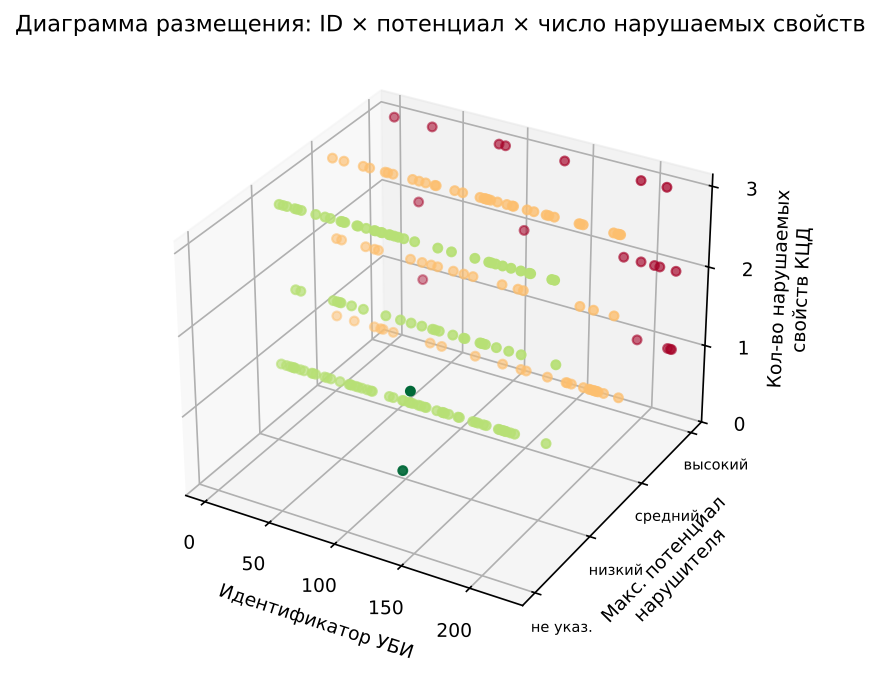 Диаграмма размещения: ID × потенциал × число нарушаемых свойств
3
2
1
0
Кол-во нарушаемых
свойств КЦД
высокий
средний
низкий
не указ.
Макс. потенциал
нарушителя
0
50
100
150
200
Идентификатор УБИ